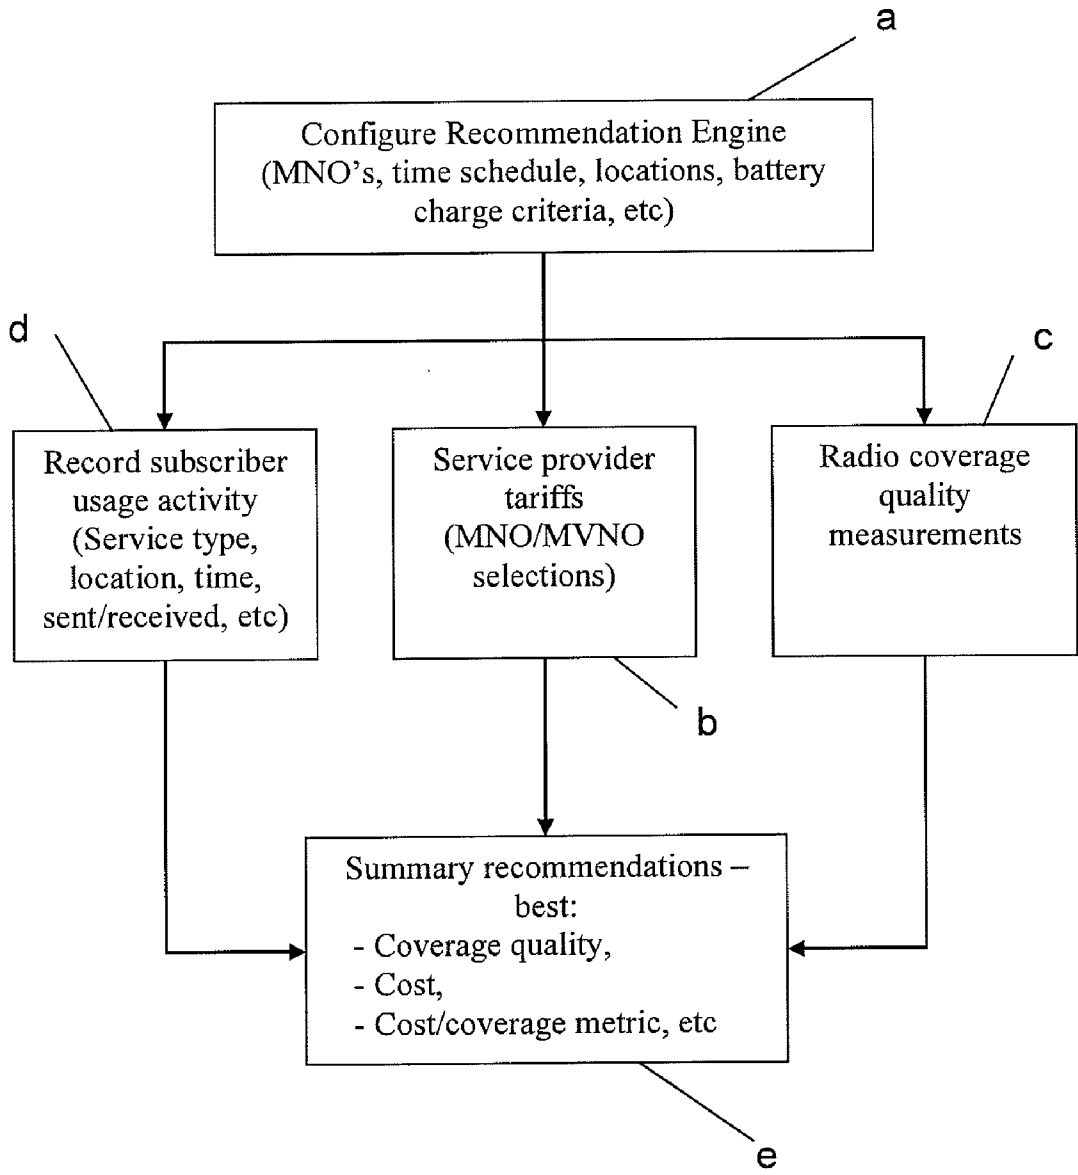 a
Configure Recommendation Engine
(MNO's, time schedule, locations, battery
charge criteria, etc)
d
c
Record subscriber
usage activity
(Service type,
location, time,
sent/received, etc)
Service provider
tariffs
(MNO/MVNO
selections)
Radio coverage
quality
measurements
b
Summary recommendations –
best:
- Coverage quality,
- Cost,
- Cost/coverage metric, etc
e